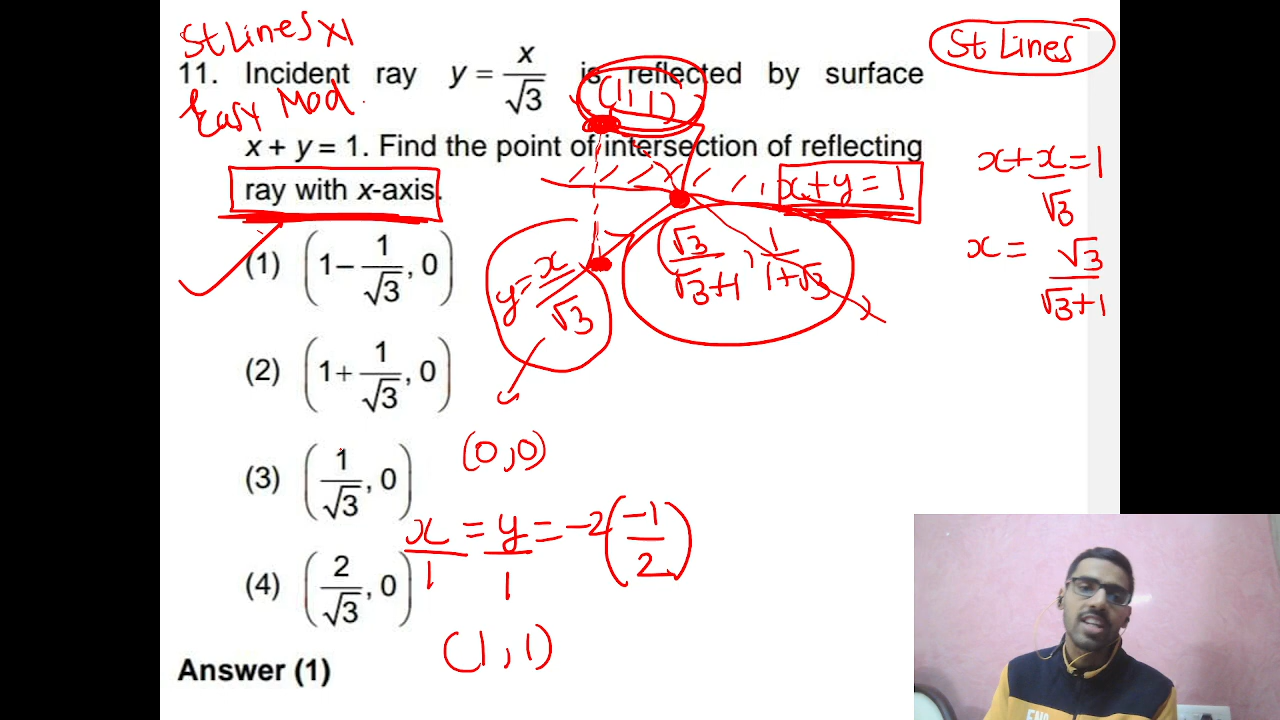 St Lines XI
St Lines
11. Incident ray y = x/√3 is reflected by surface
Easy Mod.
(1, 1)
x + y = 1. Find the point of intersection of reflecting
ray with x-axis.
x+y=1
x+x/√3=1
x = √3/(√3+1)
(1) (1−1/√3, 0)
y=x/√3
√3/(√3+1), 1/(1+√3)
(2) (1+1/√3, 0)
(0,0)
(3) (1/√3, 0)
x/1 = y/1 = −2(−1/2)
(4) (2/√3, 0)
(1,1)
Answer (1)